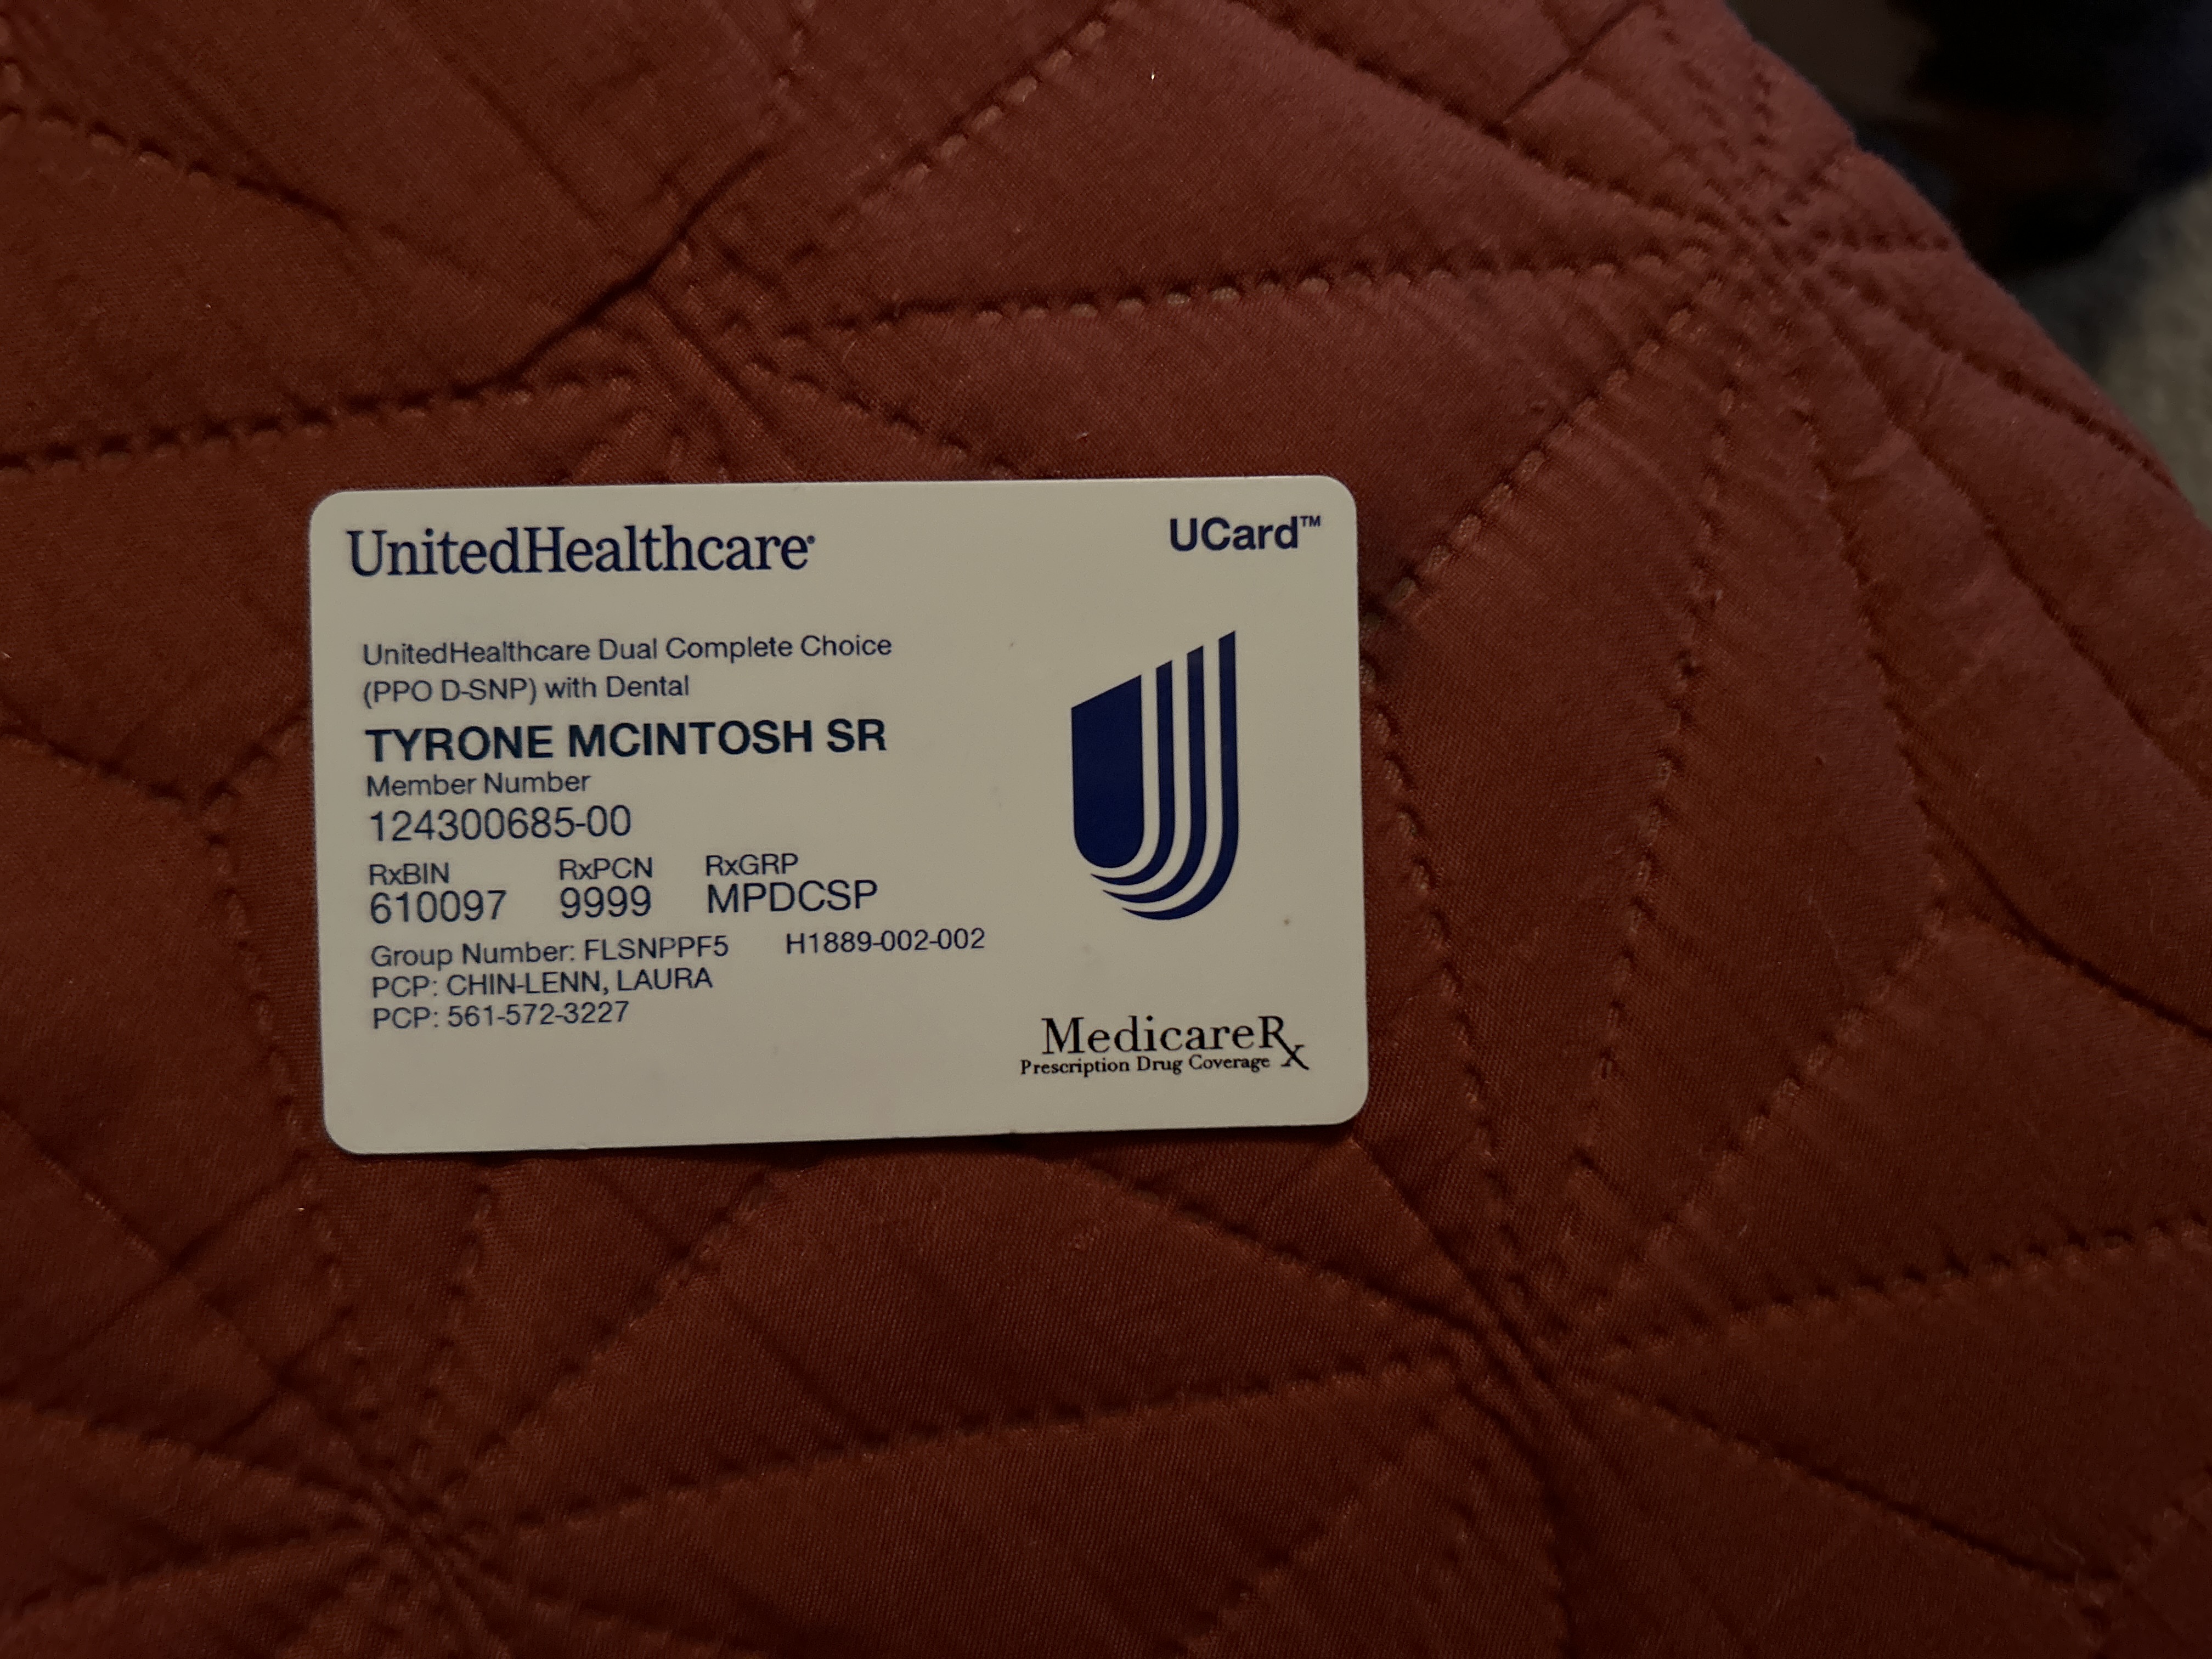 UnitedHealthcare®
UCard™
UnitedHealthcare Dual Complete Choice
(PPO D-SNP) with Dental
TYRONE MCINTOSH SR
Member Number
124300685-00
RxBIN RxPCN RxGRP
610097 9999 MPDCSP
Group Number: FLSNPPF5 H1889-002-002
PCP: CHIN-LENN, LAURA
PCP: 561-572-3227
MedicareRx
Prescription Drug Coverage